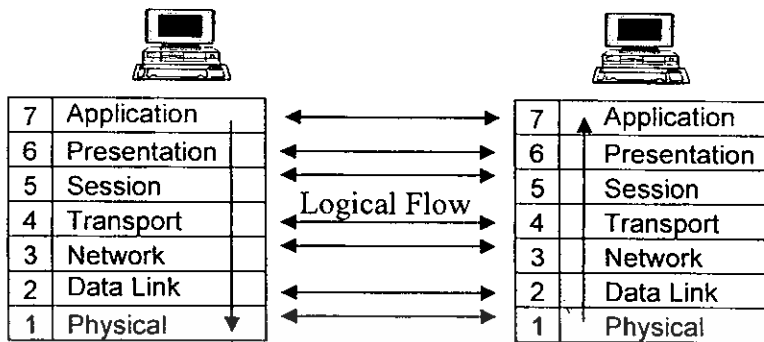 7 Application
6 Presentation
5 Session
4 Transport
3 Network
2 Data Link
1 Physical
Logical Flow
7 Application
6 Presentation
5 Session
4 Transport
3 Network
2 Data Link
1 Physical